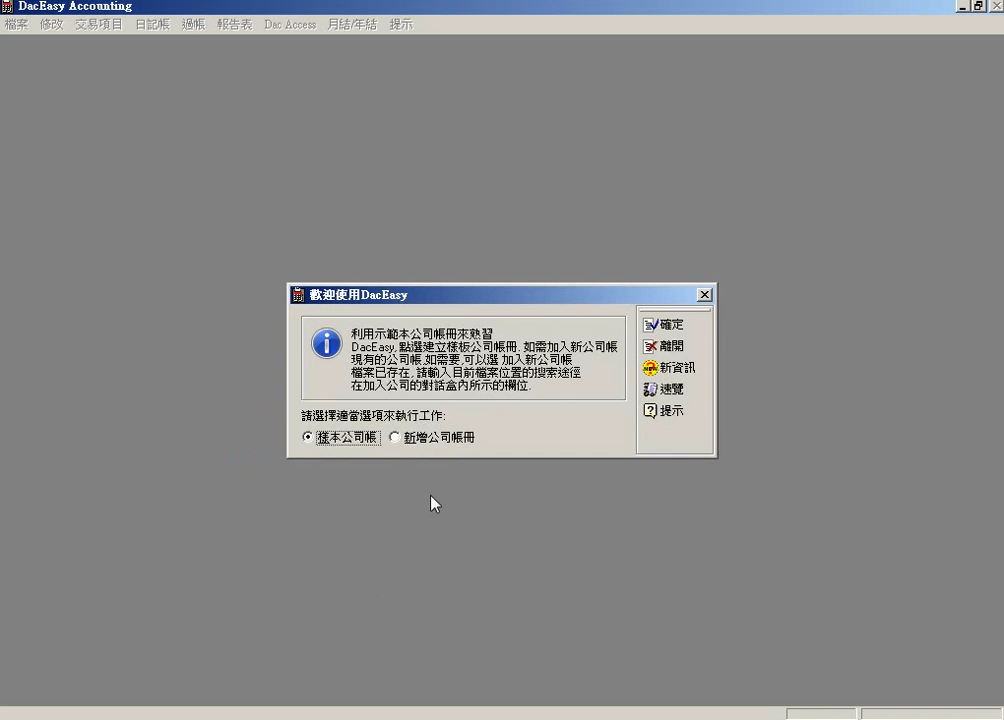 DacEasy Accounting
檔案 修改 交易項目 日記帳 過帳 報告表 Dac Access 月結/年結 提示
歡迎使用DacEasy
利用示範本公司帳冊來熟習
DacEasy, 點選建立樣板公司帳冊. 如需加入新公司帳
現有的公司帳,如需要,可以選 加入新公司帳
檔案已存在, 請輸入目前檔案位置的搜索途徑
在加入公司的對話盒內所示的欄位.
請選擇適當選項來執行工作:
樣本公司帳 新增公司帳冊
確定
離開
新資訊
速覽
提示